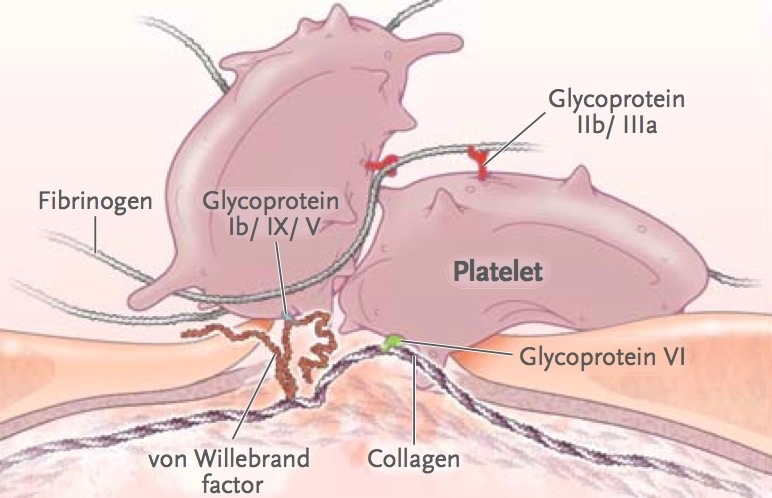 Glycoprotein
IIb/ IIIa
Fibrinogen
Glycoprotein
Ib/ IX/ V
Platelet
Glycoprotein VI
von Willebrand
factor
Collagen